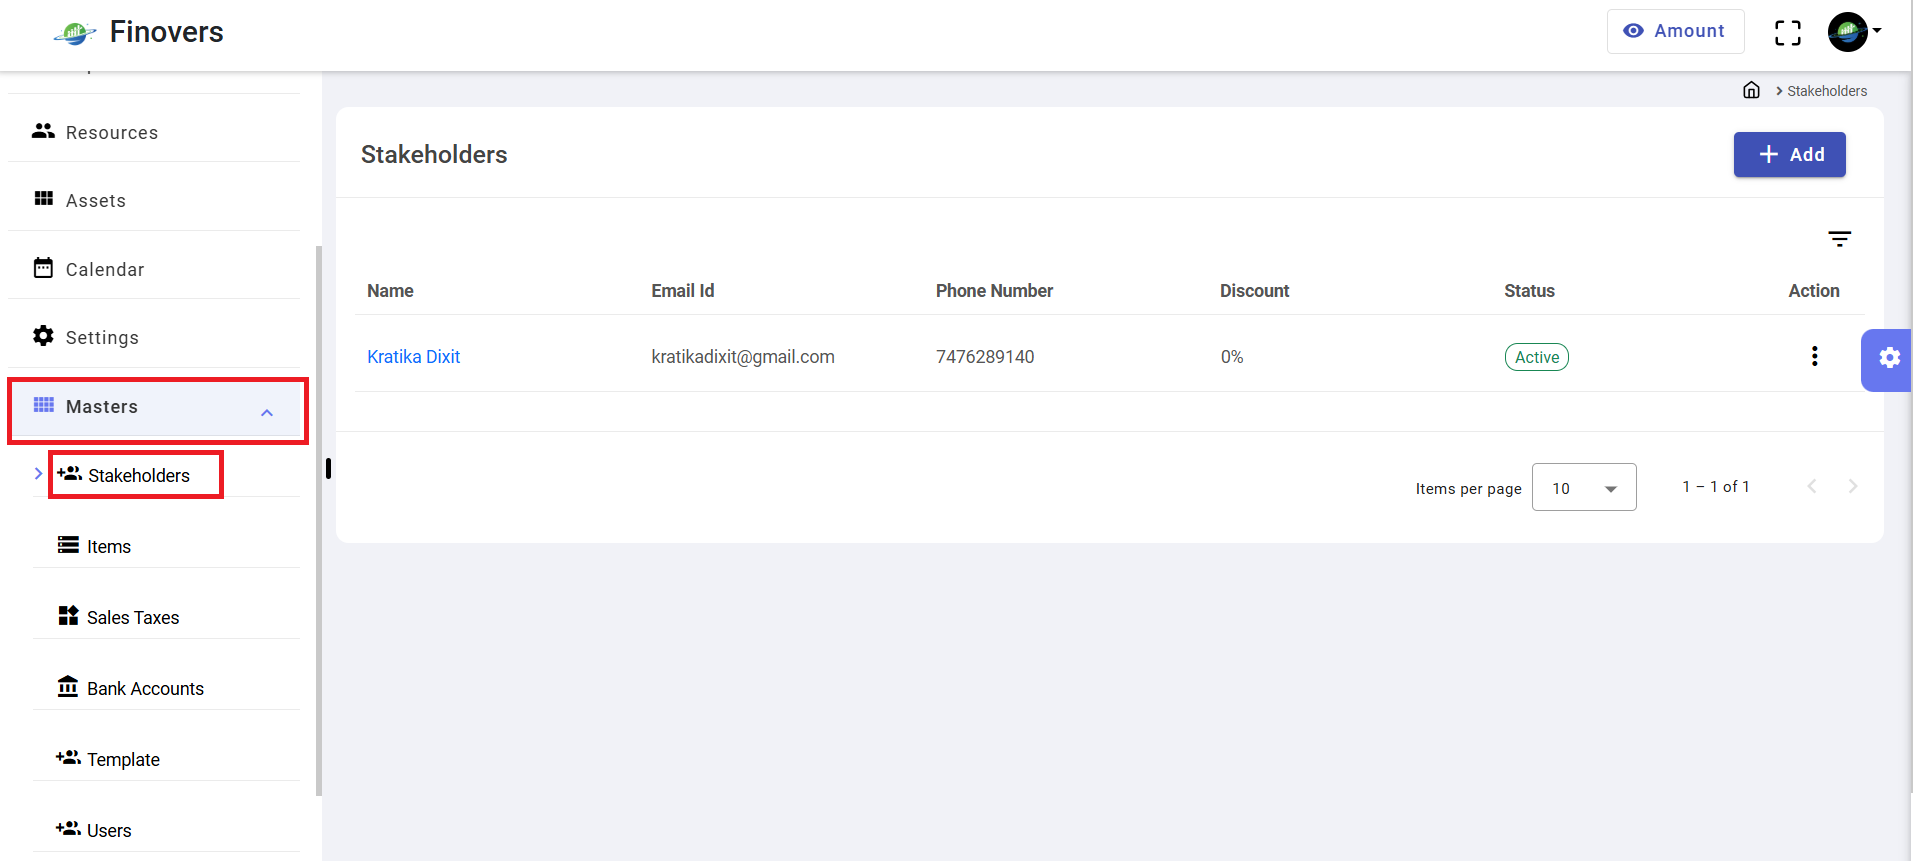 Finovers
Amount
Stakeholders
Resources
Assets
Calendar
Settings
Masters
Stakeholders
Items
Sales Taxes
Bank Accounts
Template
Users
Stakeholders
Add
Name Email Id Phone Number Discount Status Action
Kratika Dixit kratikadixit@gmail.com 7476289140 0% Active
Items per page 10 1 – 1 of 1